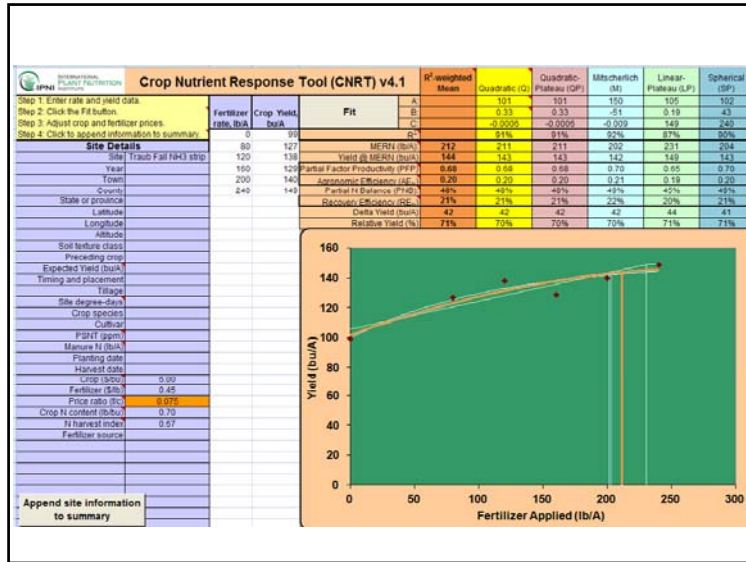 IPNI INTERNATIONAL PLANT NUTRITION INSTITUTE
Crop Nutrient Response Tool (CNRT) v4.1
R²-weighted Mean Quadratic (Q) Quadratic-Plateau (QP) Mitscherlich (M) Linear-Plateau (LP) Spherical (SP)
Step 1: Enter rate and yield data.
Step 2: Click the Fit button.
Step 3: Adjust crop and fertilizer prices.
Step 4: Click to append information to summary.
Fertilizer rate, lb/A Crop Yield, bu/A
0 99
80 127
120 138
160 129
200 140
240 149
Fit
A: 101 101 150 105 102
B: 0.33 0.33 -51 0.19 43
C: -0.0006 -0.0006 -0.009 149 240
R² 91% 91% 92% 87% 90%
MERN (lb/A) 212 211 211 202 231 204
Yield @ MERN (bu/A) 144 143 143 142 149 143
Partial Factor Productivity (PFP) 0.68 0.68 0.68 0.70 0.65 0.70
Agronomic Efficiency (AE) 0.20 0.20 0.20 0.21 0.19 0.20
Partial N Balance (PNB) 48% 48% 48% 49% 45% 49%
Recovery Efficiency (RE) 21% 21% 21% 22% 20% 21%
Delta Yield (bu/A) 42 42 42 42 44 41
Relative Yield (%) 71% 70% 70% 70% 71% 71%
Site Details
Site Traub Fall NH3 strip
Year
Town
County
State or province
Latitude
Longitude
Altitude
Soil texture class
Preceding crop
Expected Yield (bu/A)
Timing and placement
Tillage
Site degree-days
Crop species
Cultivar
PSNT (ppm)
Manure N (lb/A)
Planting date
Harvest date
Crop ($/bu) 6.00
Fertilizer ($/lb) 0.45
Price ratio (f/c) 0.075
Crop N content (lb/bu) 0.70
N harvest index 0.67
Fertilizer source
Append site information
to summary
Yield (bu/A)
160
140
120
100
80
60
40
20
0
0 50 100 150 200 250 300
Fertilizer Applied (lb/A)